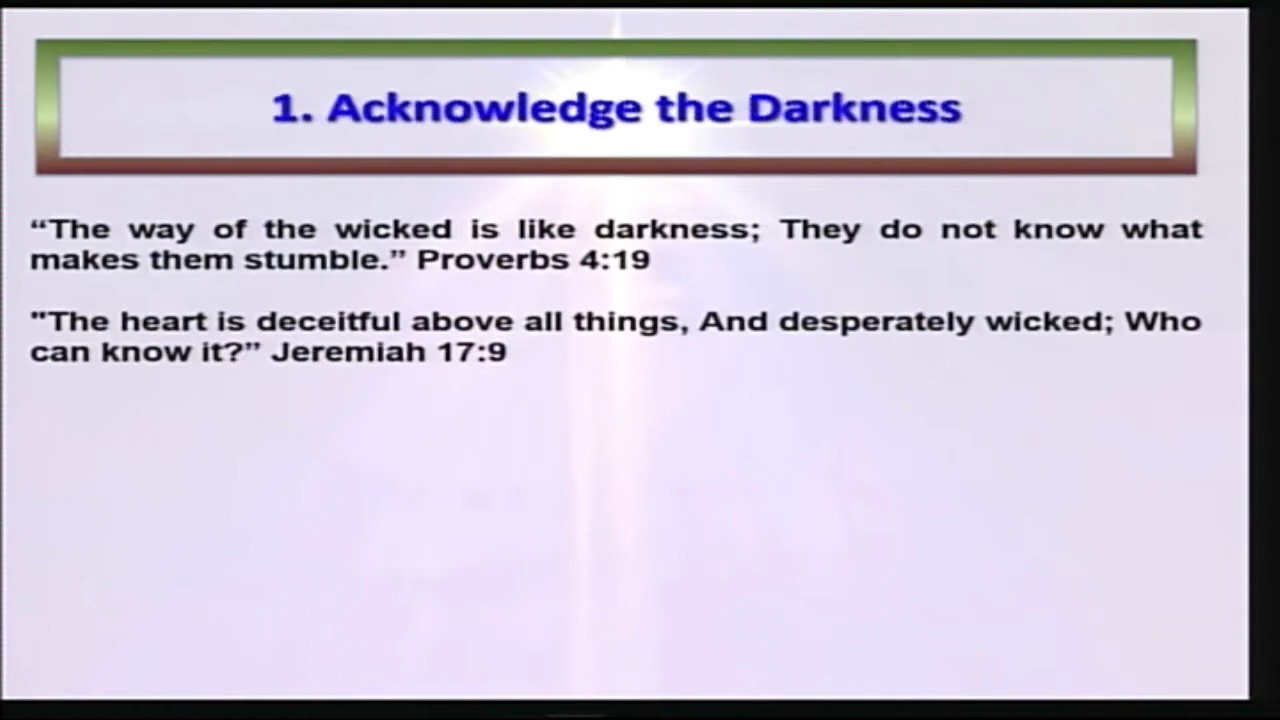 1. Acknowledge the Darkness
“The way of the wicked is like darkness; They do not know what
makes them stumble.” Proverbs 4:19
"The heart is deceitful above all things, And desperately wicked; Who
can know it?” Jeremiah 17:9